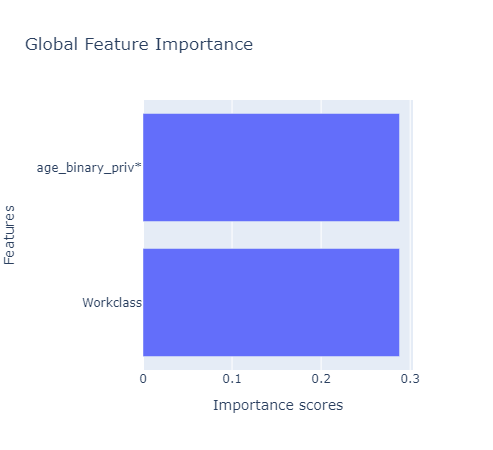 Global Feature Importance
Features
age_binary_priv*
Workclass
0
0.1
0.2
0.3
Importance scores